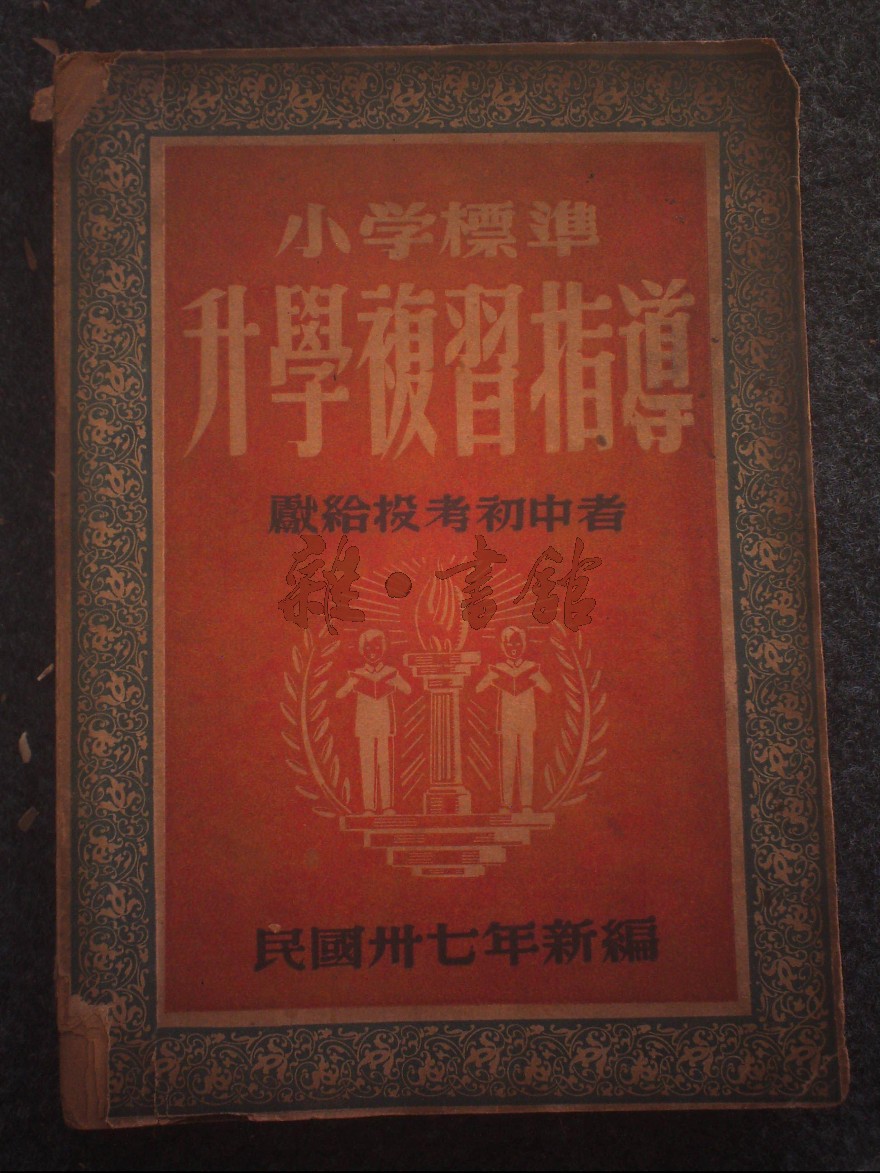 小学標準
升學複習指導
獻給投考初中者
雜·書館
民國卅七年新編